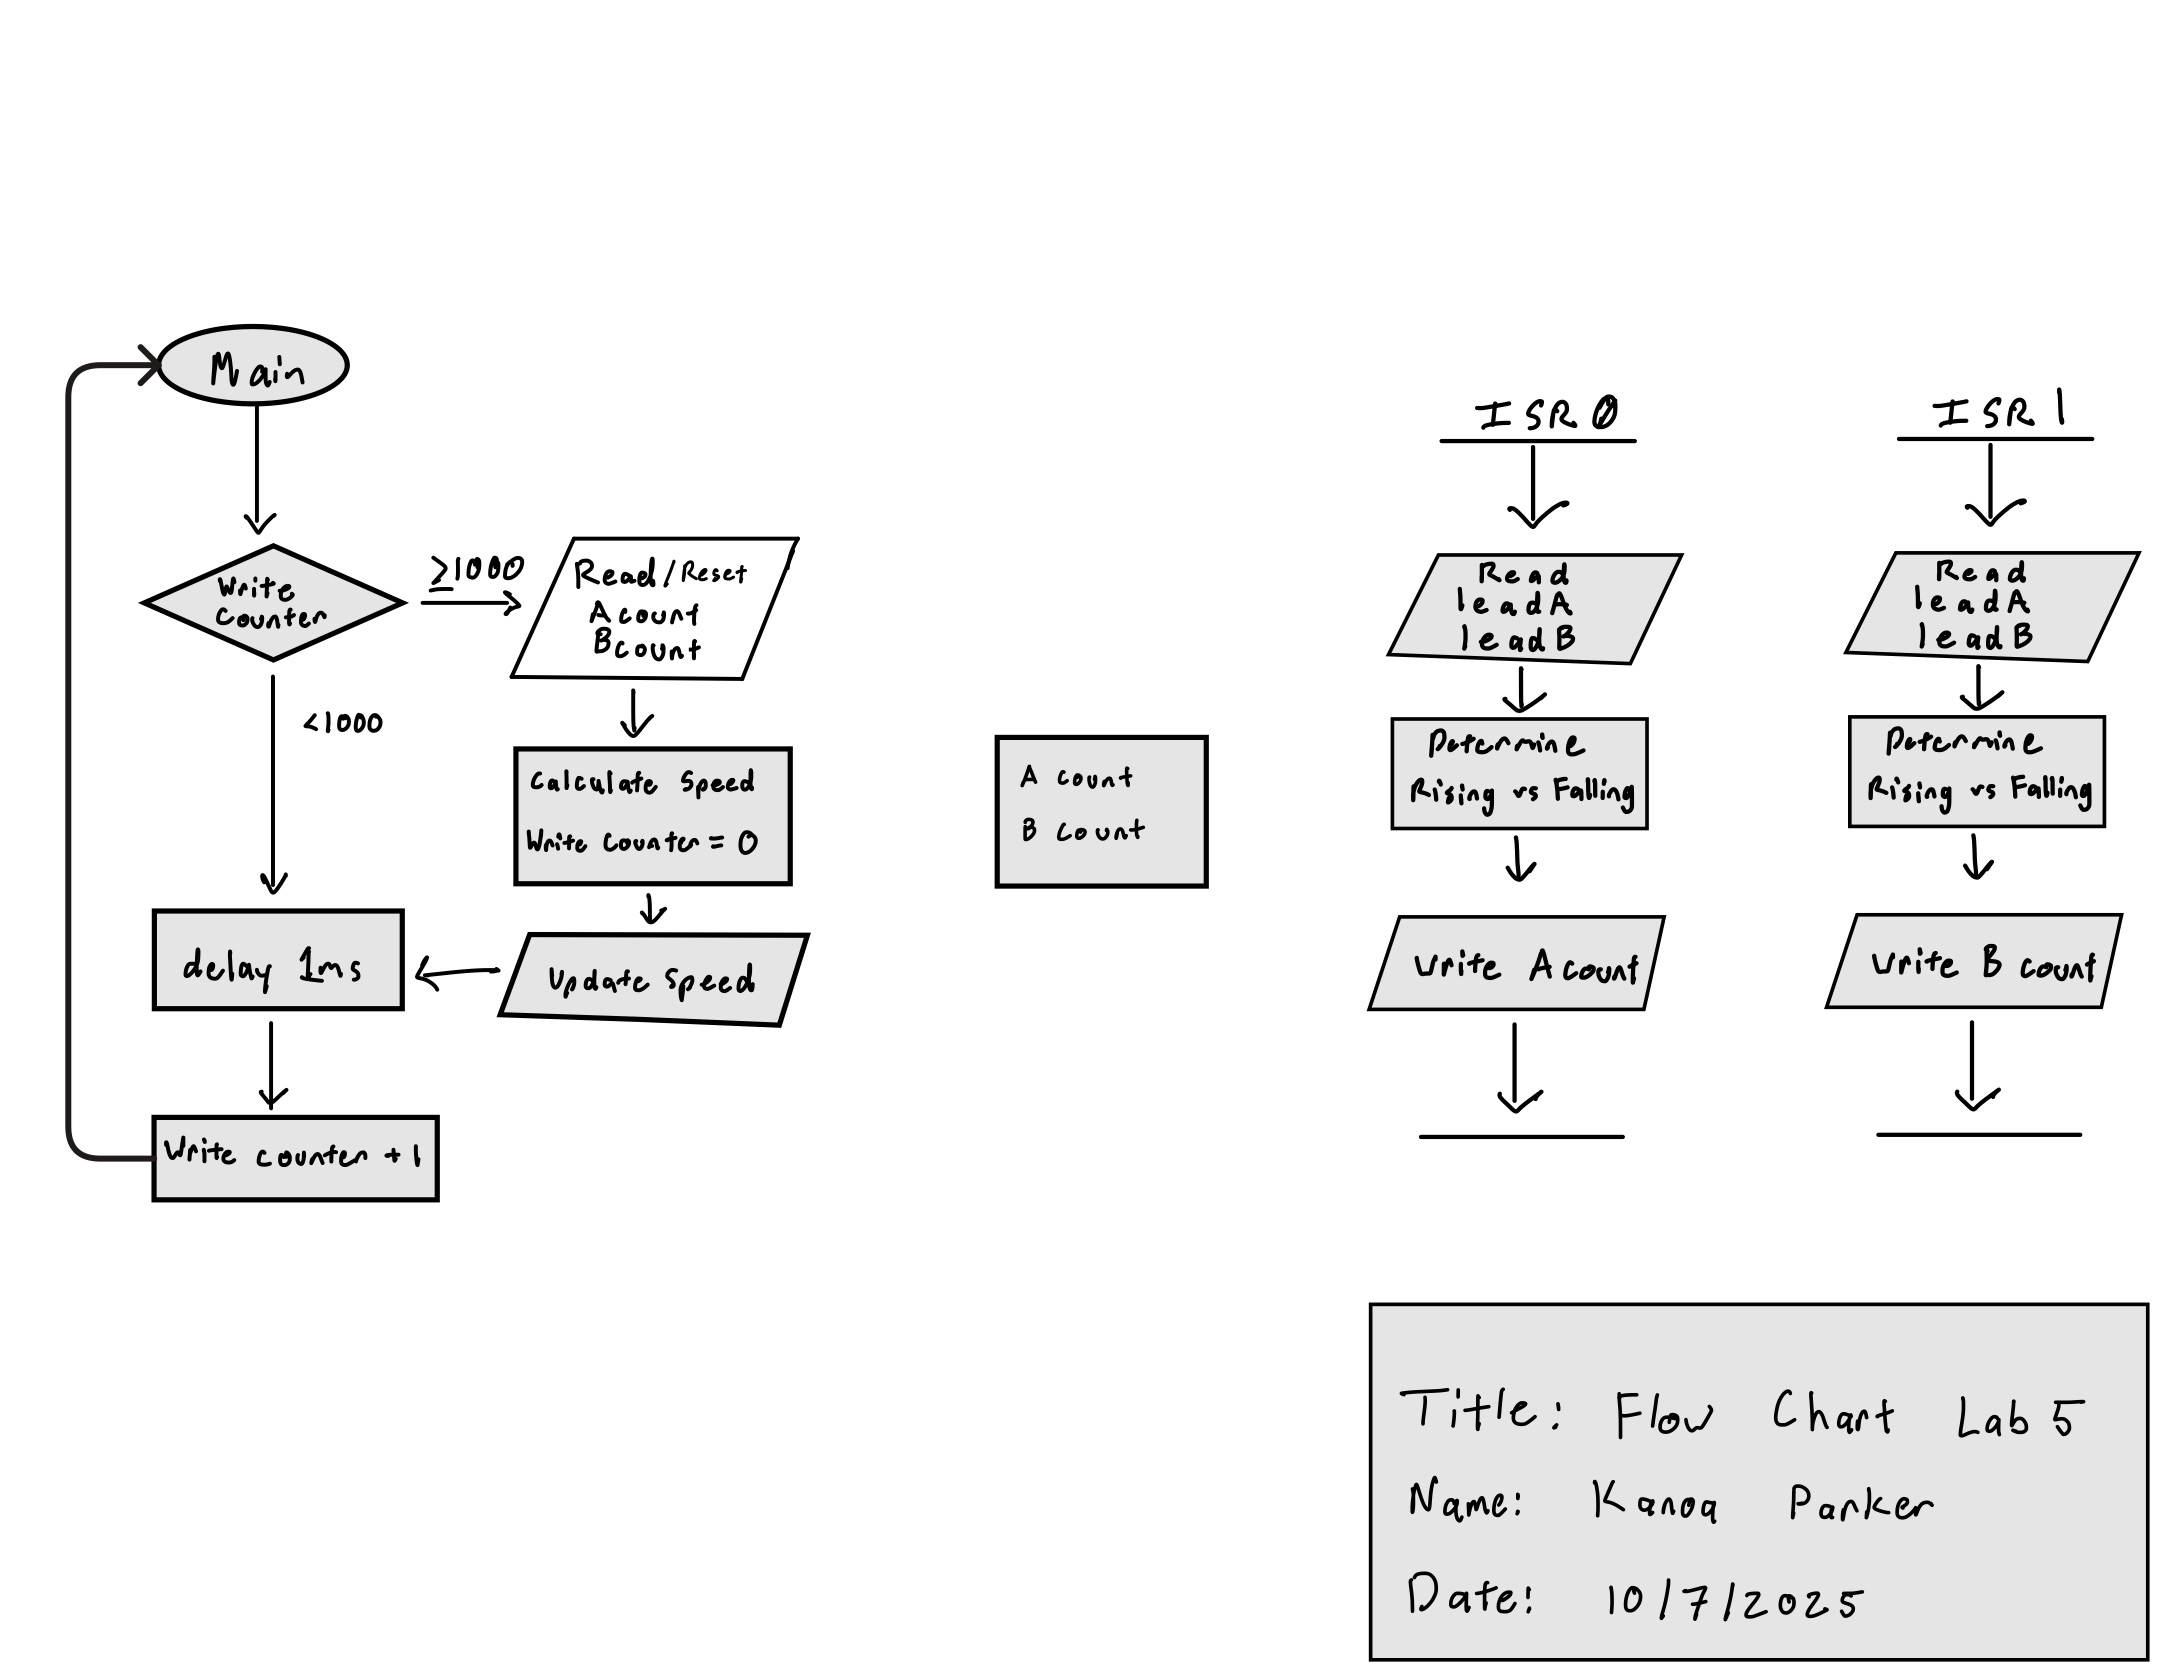 Main
Write
Counter
≥1000
<1000
Read/Reset
A count
B count
Calculate Speed
Write Counter = 0
Update Speed
delay 1ms
Write counter + 1
A count
B count
ISR 0
Read
lead A
lead B
Determine
Rising vs Falling
Write A count
ISR 1
Read
lead A
lead B
Determine
Rising vs Falling
Write B count
Title: Flow Chart Lab 5
Name: Kanoa Parker
Date: 10/7/2025